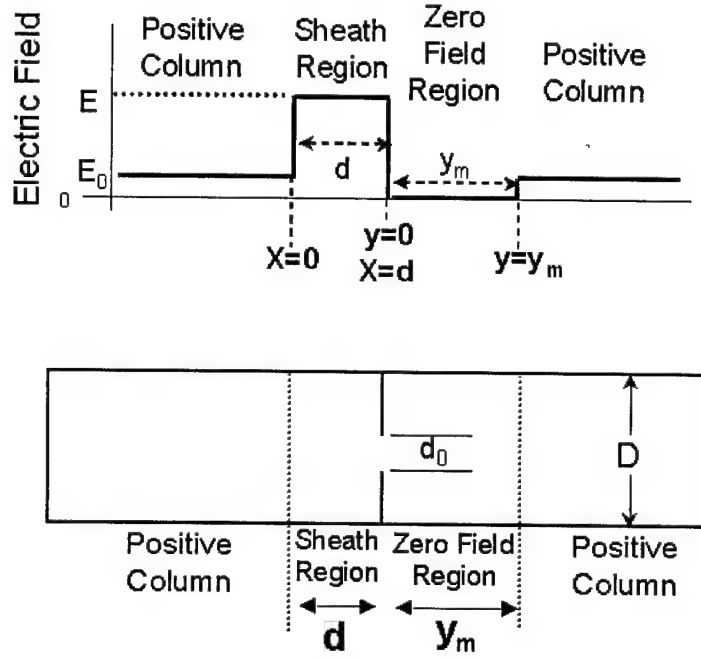 Positive Column
Sheath Region
Zero Field Region
Positive Column
Electric Field
E
E₀
0
d
yₘ
X=0
y=0
X=d
y=yₘ
d₀
D
Positive Column
Sheath Region
Zero Field Region
Positive Column
d
yₘ